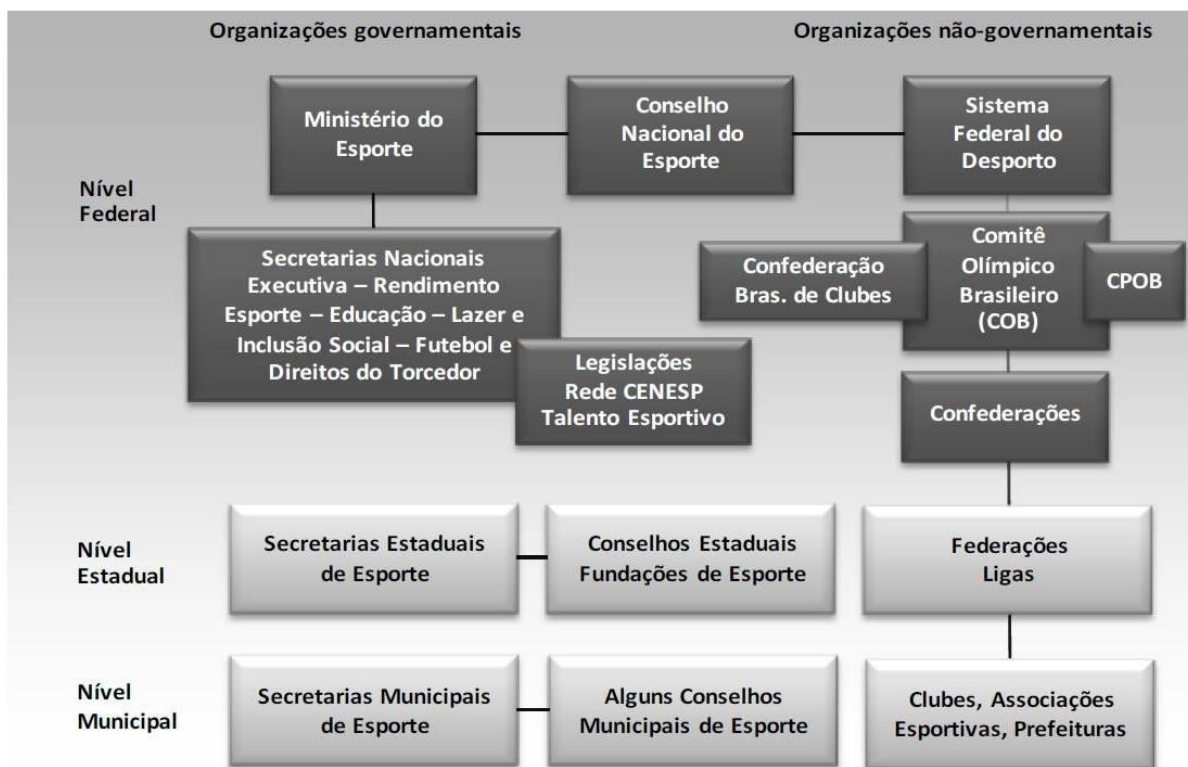 Organizações governamentais
Organizações não-governamentais
Nível
Federal
Ministério do
Esporte
Conselho
Nacional do
Esporte
Sistema
Federal do
Desporto
Secretarias Nacionais
Executiva – Rendimento
Esporte – Educação – Lazer e
Inclusão Social – Futebol e
Direitos do Torcedor
Legislações
Rede CENESP
Talento Esportivo
Confederação
Bras. de Clubes
Comitê
Olímpico
Brasileiro
(COB)
CPOB
Confederações
Nível
Estadual
Secretarias Estaduais
de Esporte
Conselhos Estaduais
Fundações de Esporte
Federações
Ligas
Nível
Municipal
Secretarias Municipais
de Esporte
Alguns Conselhos
Municipais de Esporte
Clubes, Associações
Esportivas, Prefeituras